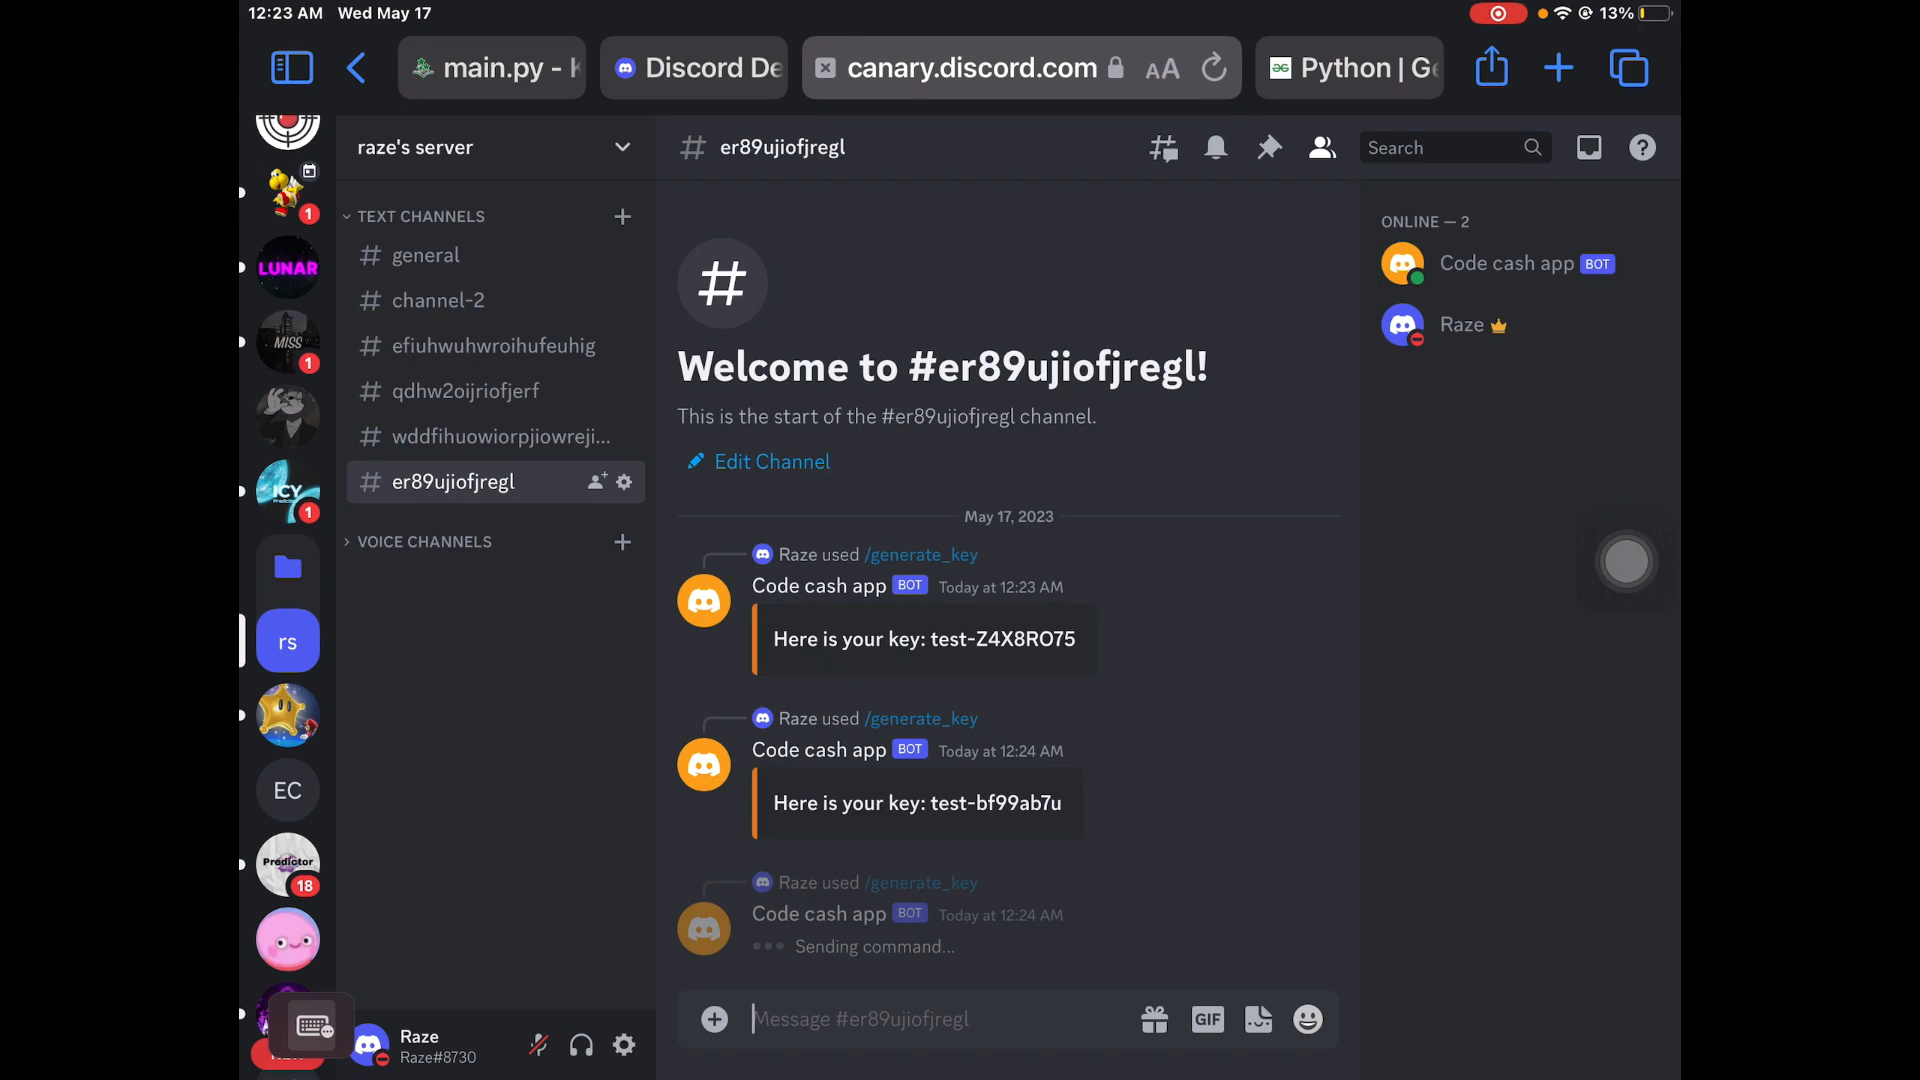 12:23 AM Wed May 17
13%
main.py - K
Discord De
canary.discord.com
AA
Python | Ge
raze's server
TEXT CHANNELS
general
channel-2
efiuhwuhwroihufeuhig
qdhw2oijriofjerf
wddfihuowiorpjiowreji...
er89ujiofjregl
VOICE CHANNELS
1
LUNAR
MISS
1
ICY
1
rs
EC
Predictor
18
Raze
Raze#8730
er89ujiofjregl
Search
Welcome to #er89ujiofjregl!
This is the start of the #er89ujiofjregl channel.
Edit Channel
May 17, 2023
Raze used /generate_key
Code cash app BOT Today at 12:23 AM
Here is your key: test-Z4X8RO75
Raze used /generate_key
Code cash app BOT Today at 12:24 AM
Here is your key: test-bf99ab7u
Raze used /generate_key
Code cash app BOT Today at 12:24 AM
Sending command...
Message #er89ujiofjregl
GIF
ONLINE — 2
Code cash app BOT
Raze